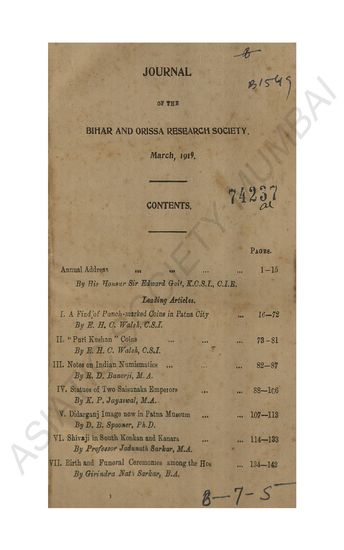 B
B1549
JOURNAL
OF THE
BIHAR AND ORISSA RESEARCH SOCIETY.
March, 1919.
74237
al
CONTENTS.
PAGES.
Annual Address ... ... ... ... 1—15
By His Honour Sir Edward Gait, K.C.S.I., C.I.E.
Leading Articles.
I. A Find of Punch-marked Coins in Patna City ... 16—72
By E. H. C. Walsh, C.S.I.
II. "Puri Kushan" Coins ... ... ... 73—81
By E. H. C. Walsh, C.S.I.
III. Notes on Indian Numismatics ... ... ... 82—87
By R. D. Banerji, M.A.
IV. Statues of Two Saisunaka Emperors ... ... 88—106
By K. P. Jayaswal, M.A.
V. Didarganj Image now in Patna Museum ... ... 107—113
By D. B. Spooner, Ph.D.
VI. Shivaji in South Konkan and Kanara ... ... 114—133
By Professor Jadunath Sarkar, M.A.
VII. Birth and Funeral Ceremonies among the Hos ... 134—142
By Girindra Nath Sarkar, B.A.
B—7—5
ASIATIC SOCIETY MUMBAI